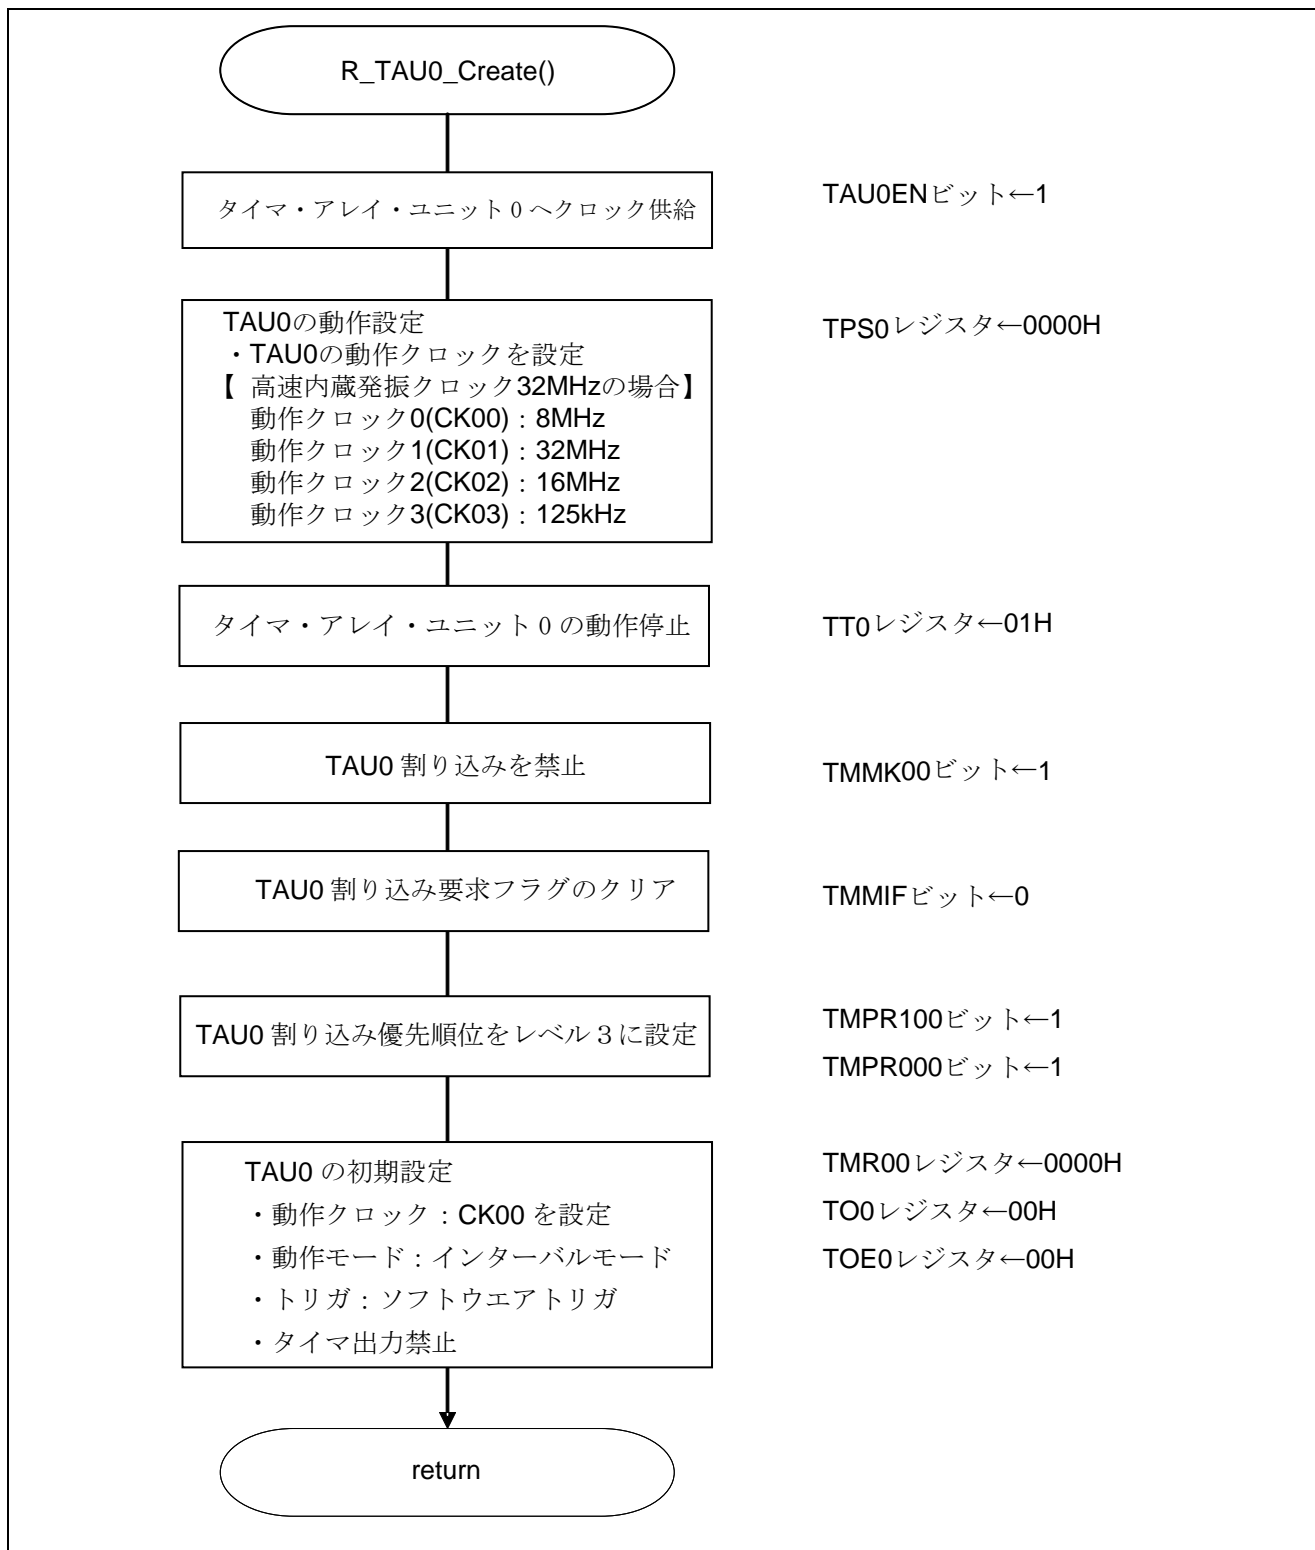 R_TAU0_Create()
タイマ・アレイ・ユニット０へクロック供給
TAU0ENビット←1
TAU0の動作設定
・TAU0の動作クロックを設定
【 高速内蔵発振クロック32MHzの場合】
動作クロック0(CK00)：8MHz
動作クロック1(CK01)：32MHz
動作クロック2(CK02)：16MHz
動作クロック3(CK03)：125kHz
TPS0レジスタ←0000H
タイマ・アレイ・ユニット０の動作停止
TT0レジスタ←01H
TAU0 割り込みを禁止
TMMK00ビット←1
TAU0 割り込み要求フラグのクリア
TMMIFビット←0
TAU0 割り込み優先順位をレベル３に設定
TMPR100ビット←1
TMPR000ビット←1
TAU0 の初期設定
・動作クロック：CK00 を設定
・動作モード：インターバルモード
・トリガ：ソフトウエアトリガ
・タイマ出力禁止
TMR00レジスタ←0000H
TO0レジスタ←00H
TOE0レジスタ←00H
return